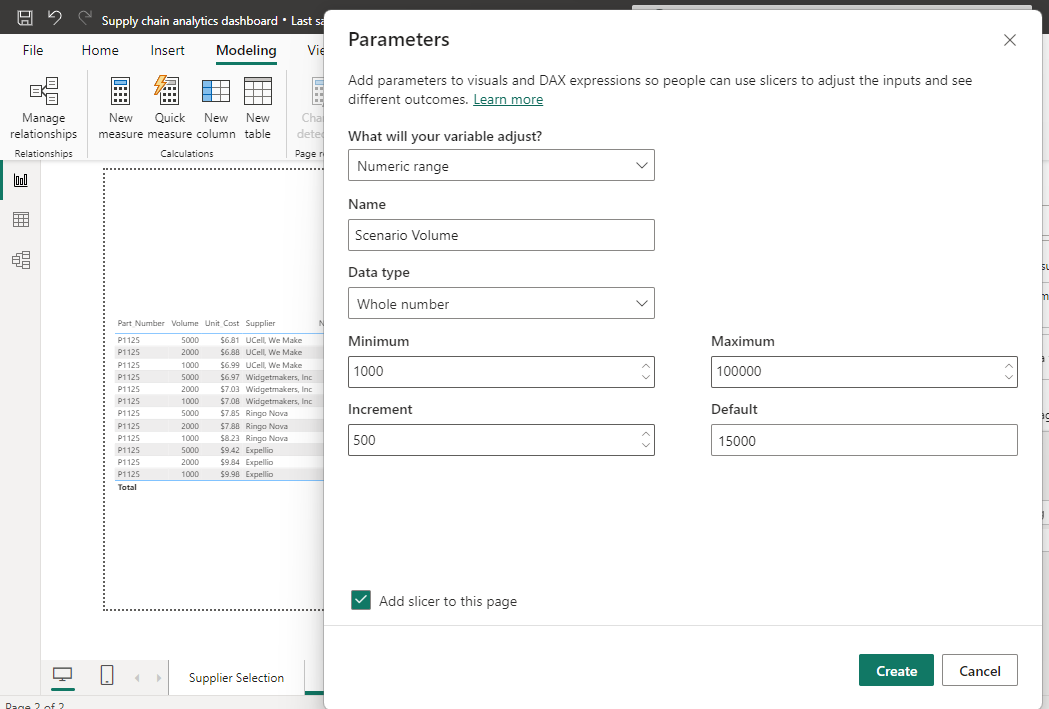 Supply chain analytics dashboard • Last sa
File Home Insert Modeling Vie
Manage relationships
New measure
Quick measure
New column
New table
Cha
detec
Relationships
Calculations
Page r
Part_Number Volume Unit_Cost Supplier N
P1125 5000 $6.81 UCell, We Make
P1125 2000 $6.88 UCell, We Make
P1125 1000 $6.99 UCell, We Make
P1125 5000 $6.97 Widgetmakers, Inc
P1125 2000 $7.03 Widgetmakers, Inc
P1125 1000 $7.08 Widgetmakers, Inc
P1125 5000 $7.85 Ringo Nova
P1125 2000 $7.88 Ringo Nova
P1125 1000 $8.23 Ringo Nova
P1125 5000 $9.42 Expellio
P1125 2000 $9.84 Expellio
P1125 1000 $9.98 Expellio
Total
Supplier Selection
Page 2 of 2
Parameters
Add parameters to visuals and DAX expressions so people can use slicers to adjust the inputs and see
different outcomes. Learn more
What will your variable adjust?
Numeric range
Name
Scenario Volume
Data type
Whole number
Minimum
1000
Maximum
100000
Increment
500
Default
15000
Add slicer to this page
Create
Cancel